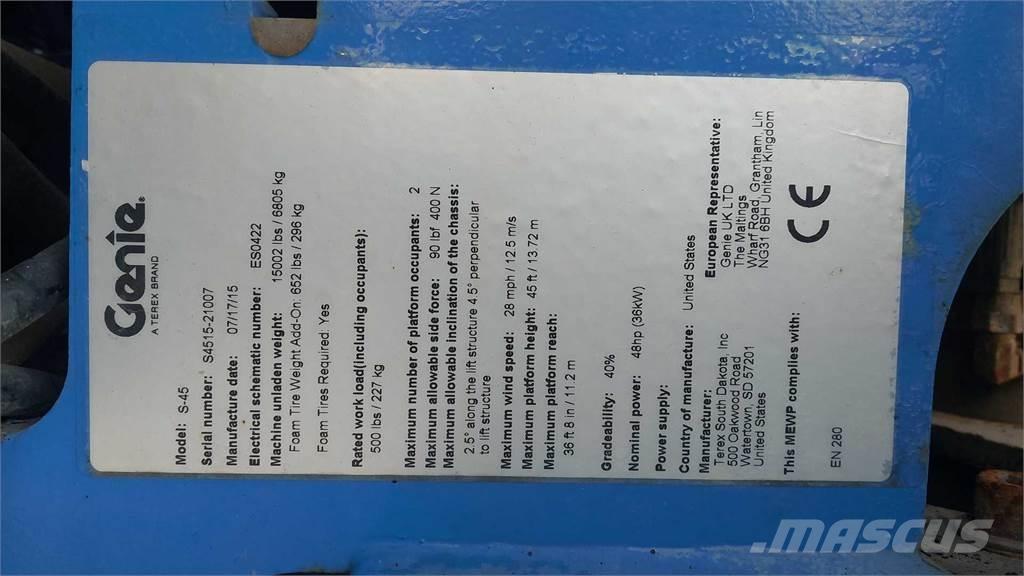 Genie.
A TEREX BRAND
Model: S-45
Serial number: S4515-21007
Manufacture date: 07/17/15
Electrical schematic number: ES0422
Machine unladen weight: 15002 lbs / 6805 kg
Foam Tire Weight Add-On: 652 lbs / 296 kg
Foam Tires Required: Yes
Rated work load(including occupants):
500 lbs / 227 kg
Maximum number of platform occupants: 2
Maximum allowable side force: 90 lbf 400 N
Maximum allowable inclination of the chassis:
2.5° along the lift structure 4.5° perpendicular
to lift structure
Maximum wind speed: 28 mph / 12.5 m/s
Maximum platform height: 45 ft / 13.72 m
Maximum platform reach:
36 ft 8 in / 11.2 m
Gradeability: 40%
Nominal power: 48hp (36kW)
Power supply:
Country of manufacture: United States
Manufacturer:
Terex South Dakota, Inc
500 Oakwood Road
Watertown, SD 57201
United States
European Representative:
Genie UK LTD
The Maltings
Wharf Road, Grantham, Lin
NG31 6BH United Kingdom
This MEWP complies with:
EN 280
CE
MASCUS